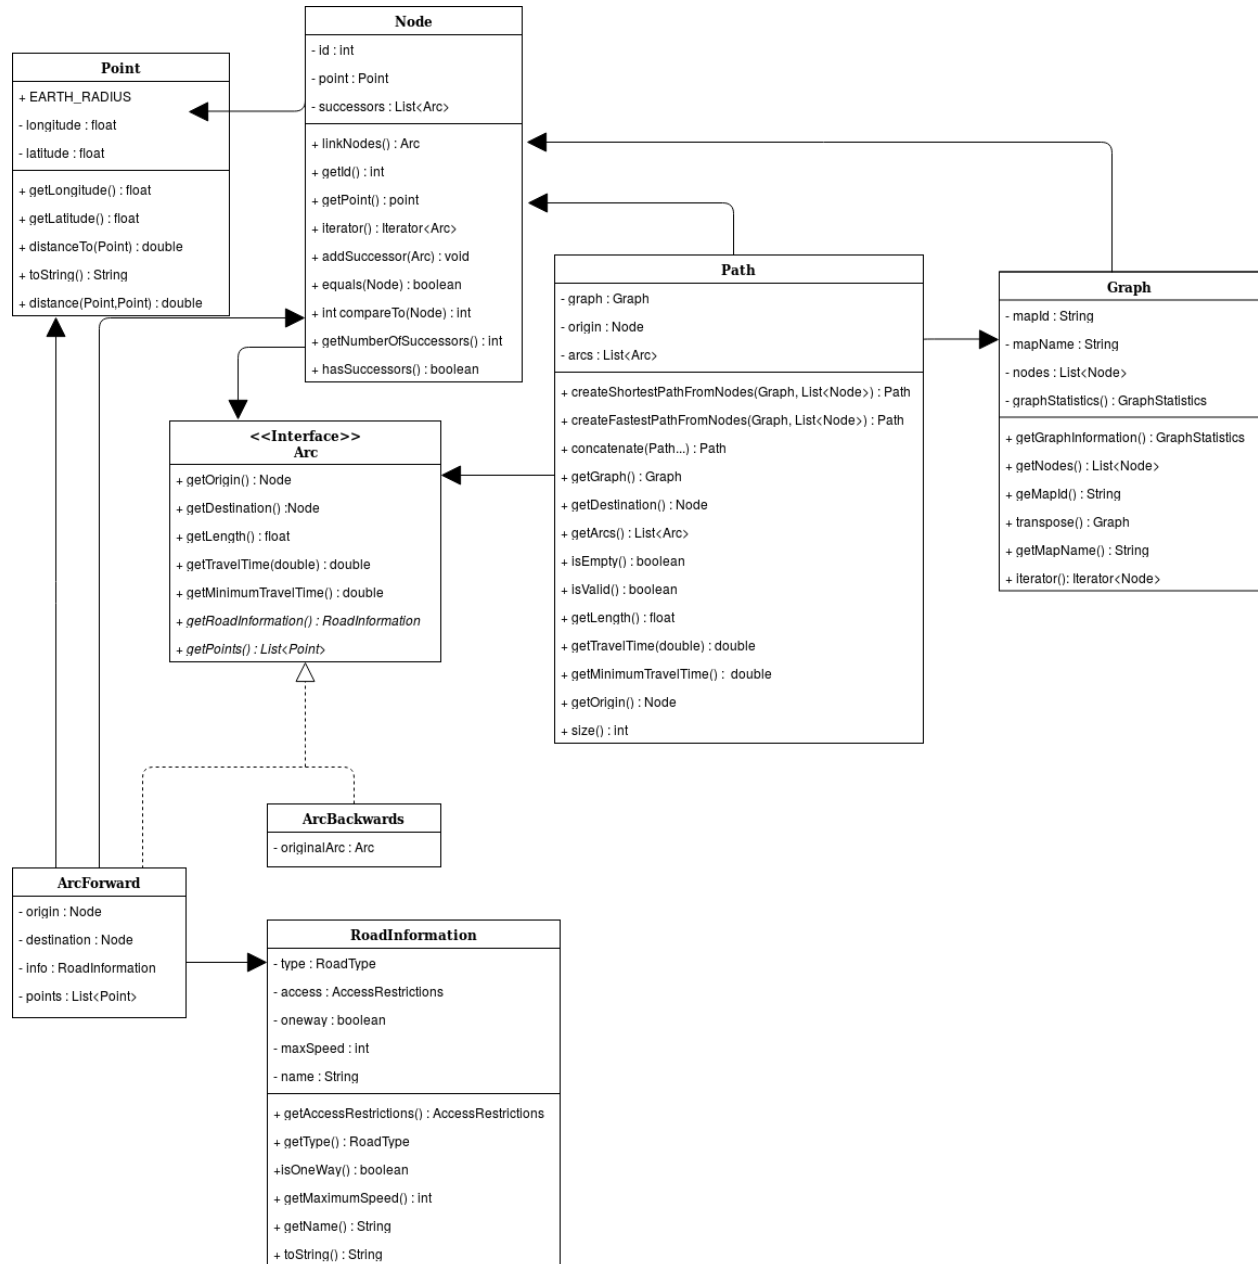 Node
- id : int
- point : Point
- successors : List<Arc>
+ linkNodes() : Arc
+ getId() : int
+ getPoint() : point
+ iterator() : Iterator<Arc>
+ addSuccessor(Arc) : void
+ equals(Node) : boolean
+ int compareTo(Node) : int
+ getNumberOfSuccessors() : int
+ hasSuccessors() : boolean
Point
+ EARTH_RADIUS
- longitude : float
- latitude : float
+ getLongitude() : float
+ getLatitude() : float
+ distanceTo(Point) : double
+ toString() : String
+ distance(Point,Point) : double
Path
- graph : Graph
- origin : Node
- arcs : List<Arc>
+ createShortestPathFromNodes(Graph, List<Node>) : Path
+ createFastestPathFromNodes(Graph, List<Node>) : Path
+ concatenate(Path...) : Path
+ getGraph() : Graph
+ getDestination() : Node
+ getArcs() : List<Arc>
+ isEmpty() : boolean
+ isValid() : boolean
+ getLength() : float
+ getTravelTime(double) : double
+ getMinimumTravelTime() : double
+ getOrigin() : Node
+ size() : int
Graph
- mapId : String
- mapName : String
- nodes : List<Node>
- graphStatistics() : GraphStatistics
+ getGraphInformation() : GraphStatistics
+ getNodes() : List<Node>
+ geMapId() : String
+ transpose() : Graph
+ getMapName() : String
+ iterator(): Iterator<Node>
<<Interface>>
Arc
+ getOrigin() : Node
+ getDestination() :Node
+ getLength() : float
+ getTravelTime(double) : double
+ getMinimumTravelTime() : double
+ getRoadInformation() : RoadInformation
+ getPoints() : List<Point>
ArcBackwards
- originalArc : Arc
ArcForward
- origin : Node
- destination : Node
- info : RoadInformation
- points : List<Point>
RoadInformation
- type : RoadType
- access : AccessRestrictions
- oneway : boolean
- maxSpeed : int
- name : String
+ getAccessRestrictions() : AccessRestrictions
+ getType() : RoadType
+isOneWay() : boolean
+ getMaximumSpeed() : int
+ getName() : String
+ toString() : String